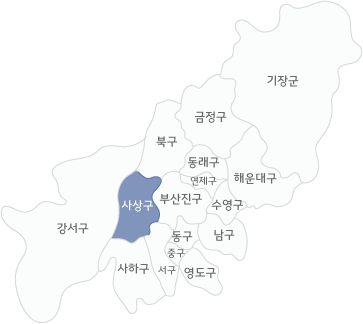 기장군
금정구
북구
동래구
연제구
해운대구
사상구
부산진구
수영구
강서구
동구
남구
중구
사하구
서구
영도구